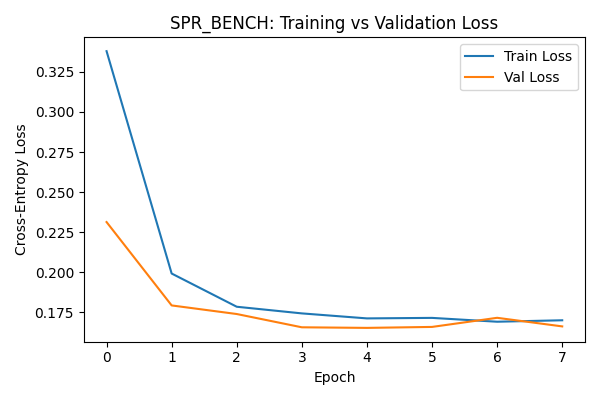 SPR_BENCH: Training vs Validation Loss
Train Loss
Val Loss
Cross-Entropy Loss
0.325
0.300
0.275
0.250
0.225
0.200
0.175
0 1 2 3 4 5 6 7
Epoch